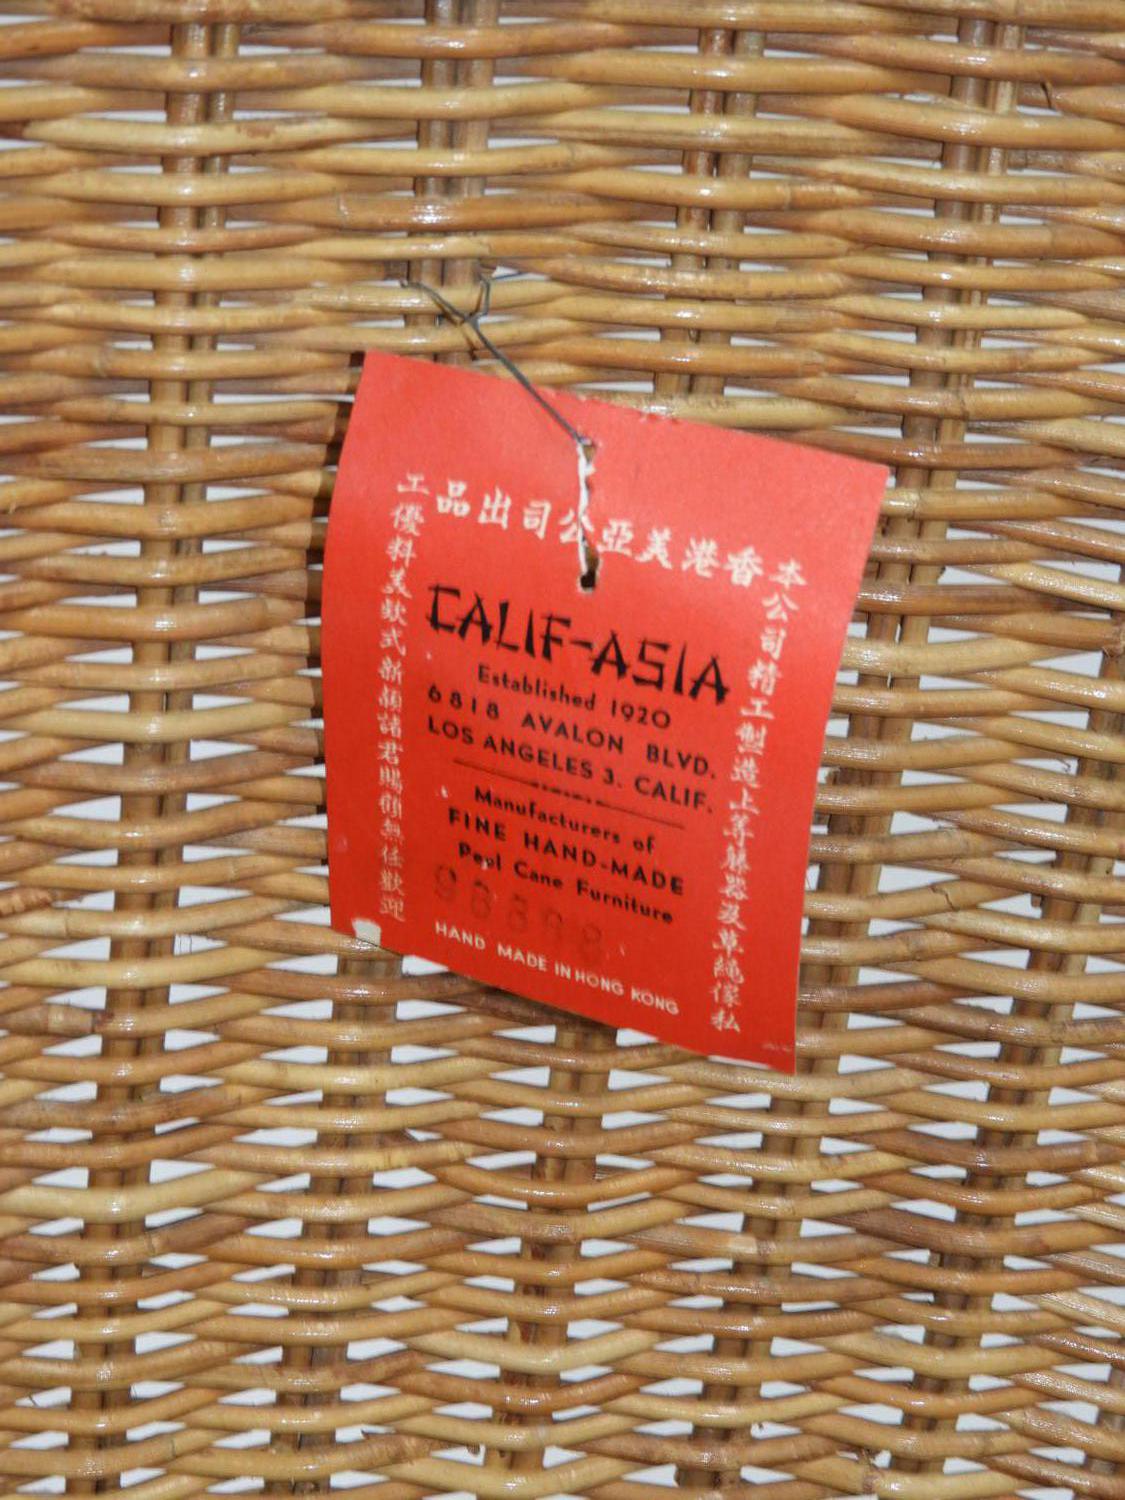 香港美亞公司出品
本公司精工製造上等藤器及草繩傢私
工優料美款式新穎諸君賜顧無任歡迎
CALIF-ASIA
Established 1920
6818 AVALON BLVD.
LOS ANGELES 3. CALIF.
Manufacturers of
FINE HAND-MADE
Peel Cane Furniture
HAND MADE IN HONG KONG